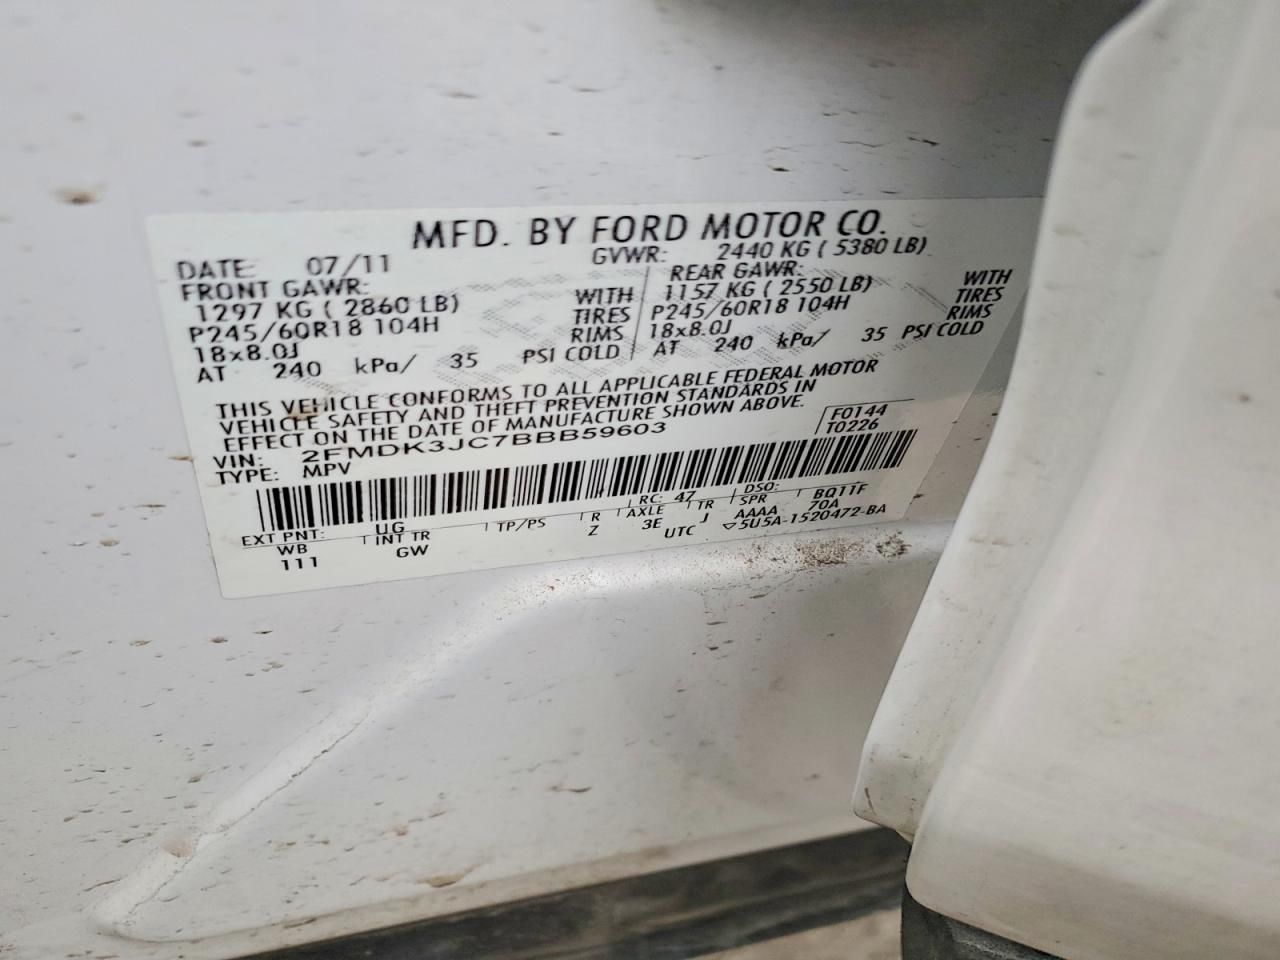 MFD. BY FORD MOTOR CO.
DATE: 07/11 GVWR: 2440 KG ( 5380 LB)
FRONT GAWR: REAR GAWR:
1297 KG ( 2860 LB) WITH 1157 KG ( 2550 LB) WITH
P245/60R18 104H TIRES P245/60R18 104H TIRES
18x8.0J RIMS 18x8.0J RIMS
AT 240 kPa/ 35 PSI COLD AT 240 kPa/ 35 PSI COLD
THIS VEHICLE CONFORMS TO ALL APPLICABLE FEDERAL MOTOR
VEHICLE SAFETY AND THEFT PREVENTION STANDARDS IN
EFFECT ON THE DATE OF MANUFACTURE SHOWN ABOVE.
F0144
VIN: 2FMDK3JC7BBB59603 T0226
TYPE: MPV
EXT PNT: UG RC: 47 DSO: BQ11F
WB INT TR TP/PS R AXLE TR SPR 70A
111 GW Z 3E J AAAA
UTC ▽5U5A-1520472-BA